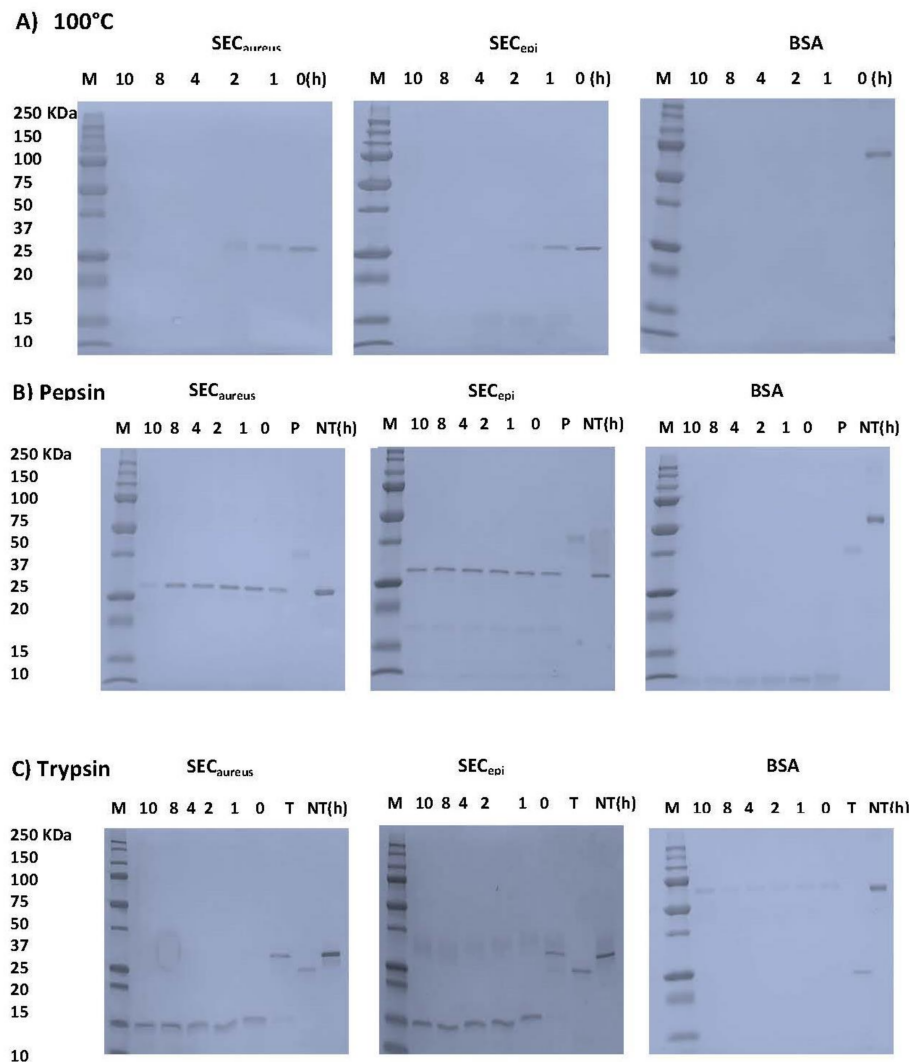 A) 100°C
SECaureus SECepi BSA
M 10 8 4 2 1 0(h) M 10 8 4 2 1 0 (h) M 10 8 4 2 1 0 (h)
250 KDa
150
100
75
50
37
25
20
15
10
B) Pepsin SECaureus SECepi BSA
M 10 8 4 2 1 0 P NT(h) M 10 8 4 2 1 0 P NT(h) M 10 8 4 2 1 0 P NT(h)
250 KDa
150
100
75
50
37
25
20
15
10
C) Trypsin SECaureus SECepi BSA
M 10 8 4 2 1 0 T NT(h) M 10 8 4 2 1 0 T NT(h) M 10 8 4 2 1 0 T NT(h)
250 KDa
150
100
75
50
37
25
20
15
10